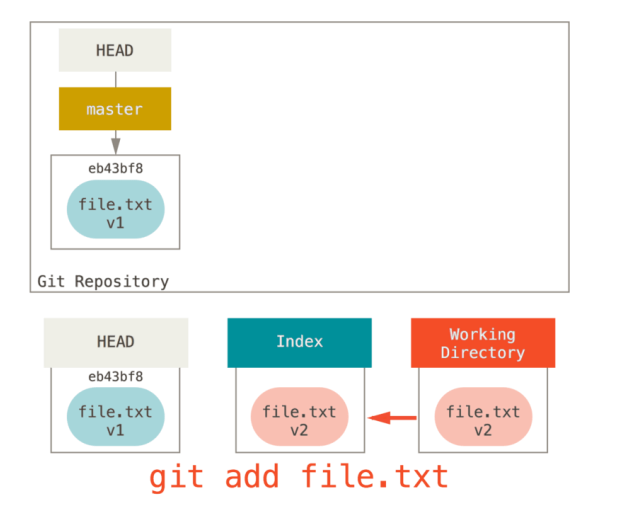 HEAD
master
eb43bf8
file.txt
v1
Git Repository
HEAD
eb43bf8
file.txt
v1
Index
file.txt
v2
Working
Directory
file.txt
v2
git add file.txt